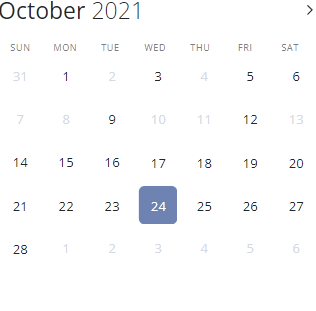 October 2021
SUN MON TUE WED THU FRI SAT
31 1 2 3 4 5 6
7 8 9 10 11 12 13
14 15 16 17 18 19 20
21 22 23 24 25 26 27
28 1 2 3 4 5 6